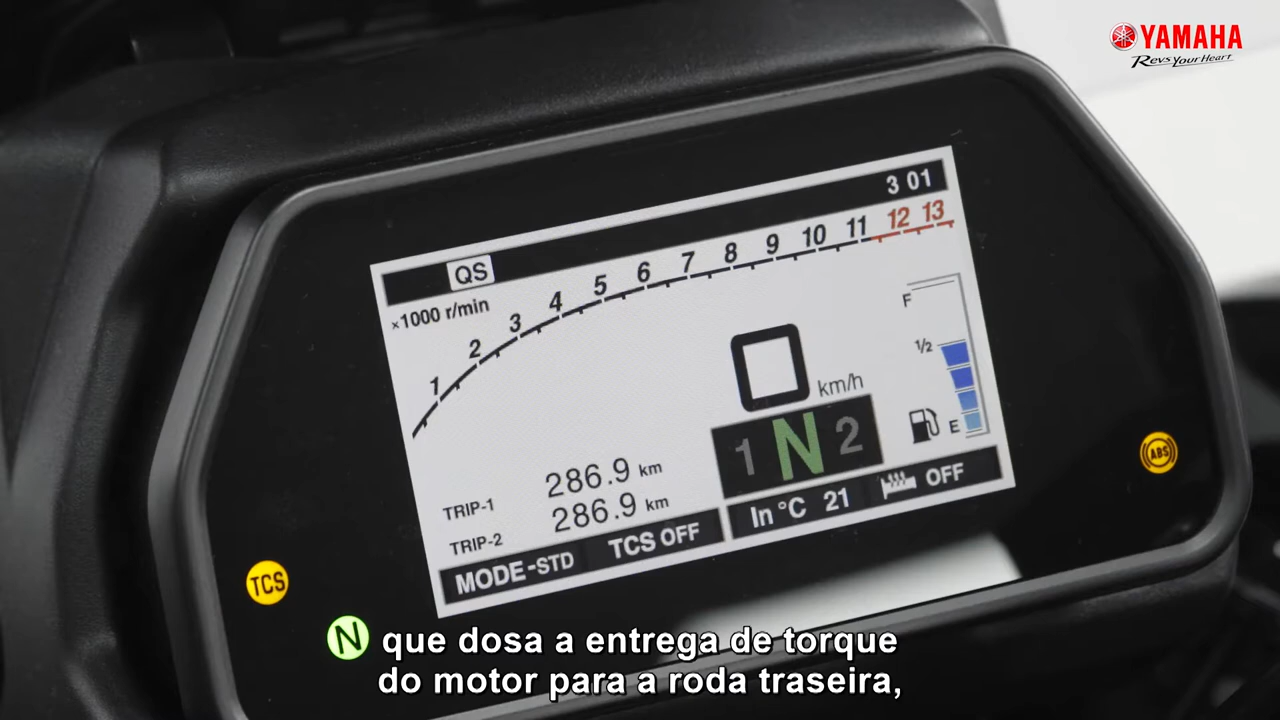 YAMAHA
Revs Your Heart
3 01
QS
×1000 r/min
1 2 3 4 5 6 7 8 9 10 11 12 13
F
1/2
E
0 km/h
1 N 2
TRIP-1 286.9 km
TRIP-2 286.9 km
MODE-STD TCS OFF In °C 21 OFF
TCS
ABS
N
que dosa a entrega de torque
do motor para a roda traseira,